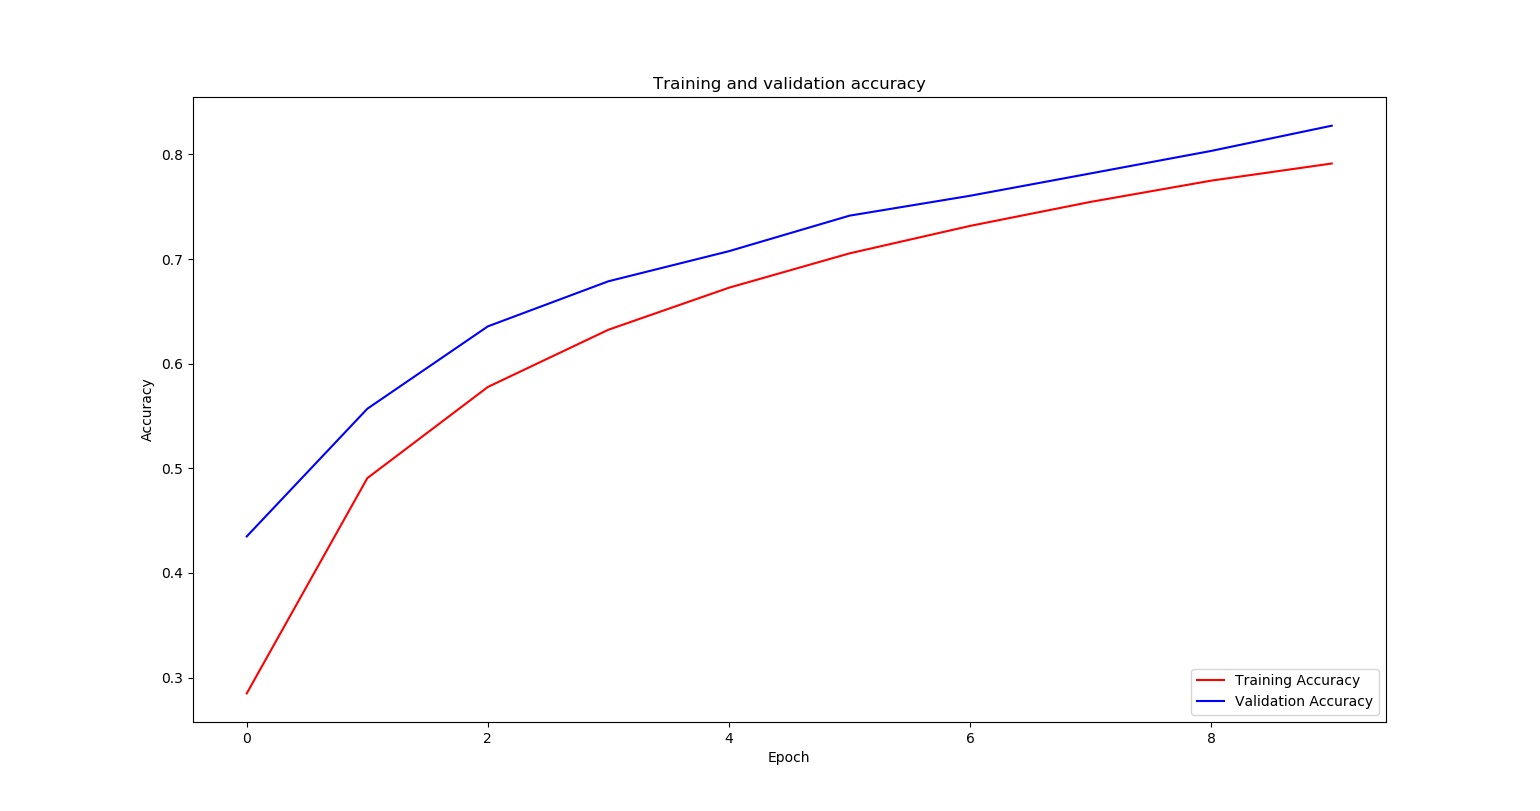 Training and validation accuracy
0.8
0.7
0.6
0.5
0.4
0.3
Accuracy
Training Accuracy
Validation Accuracy
0 2 4 6 8
Epoch